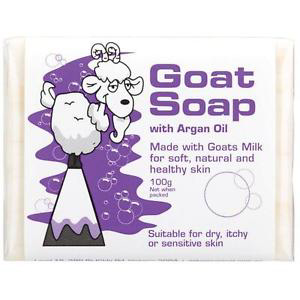 Goat
Soap
with Argan Oil
Made with Goats Milk
for soft, natural and
healthy skin
100g
Net when
packed
Suitable for dry, itchy
or sensitive skin